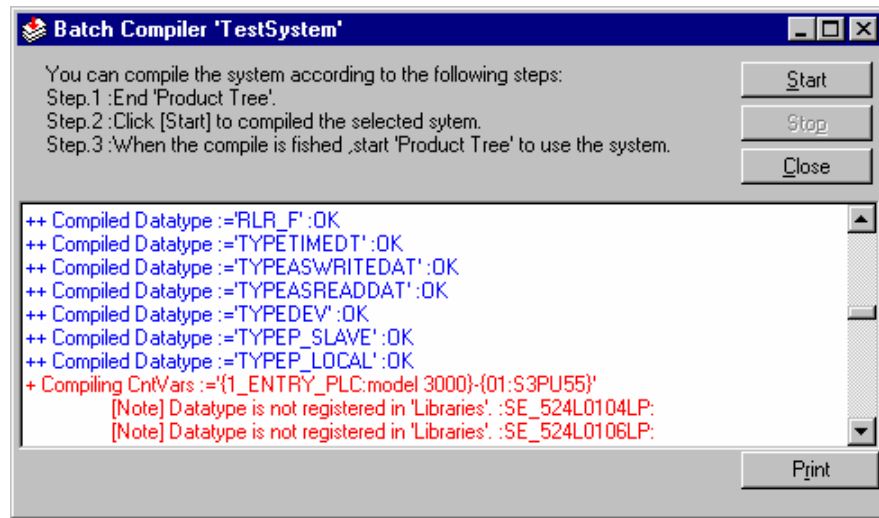 Batch Compiler 'TestSystem'
You can compile the system according to the following steps:
Step.1 :End 'Product Tree'.
Step.2 :Click [Start] to compiled the selected sytem.
Step.3 :When the compile is fished ,start 'Product Tree' to use the system.
Start
Stop
Close
++ Compiled Datatype :='RLR_F' :OK
++ Compiled Datatype :='TYPETIMEDT' :OK
++ Compiled Datatype :='TYPEASWRITEDAT' :OK
++ Compiled Datatype :='TYPEASREADDAT' :OK
++ Compiled Datatype :='TYPEDEV' :OK
++ Compiled Datatype :='TYPEP_SLAVE' :OK
++ Compiled Datatype :='TYPEP_LOCAL' :OK
+ Compiling CntVars :='{1_ENTRY_PLC:model 3000}-{01:S3PU55}'
[Note] Datatype is not registered in 'Libraries'. :SE_524L0104LP:
[Note] Datatype is not registered in 'Libraries'. :SE_524L0106LP:
Print